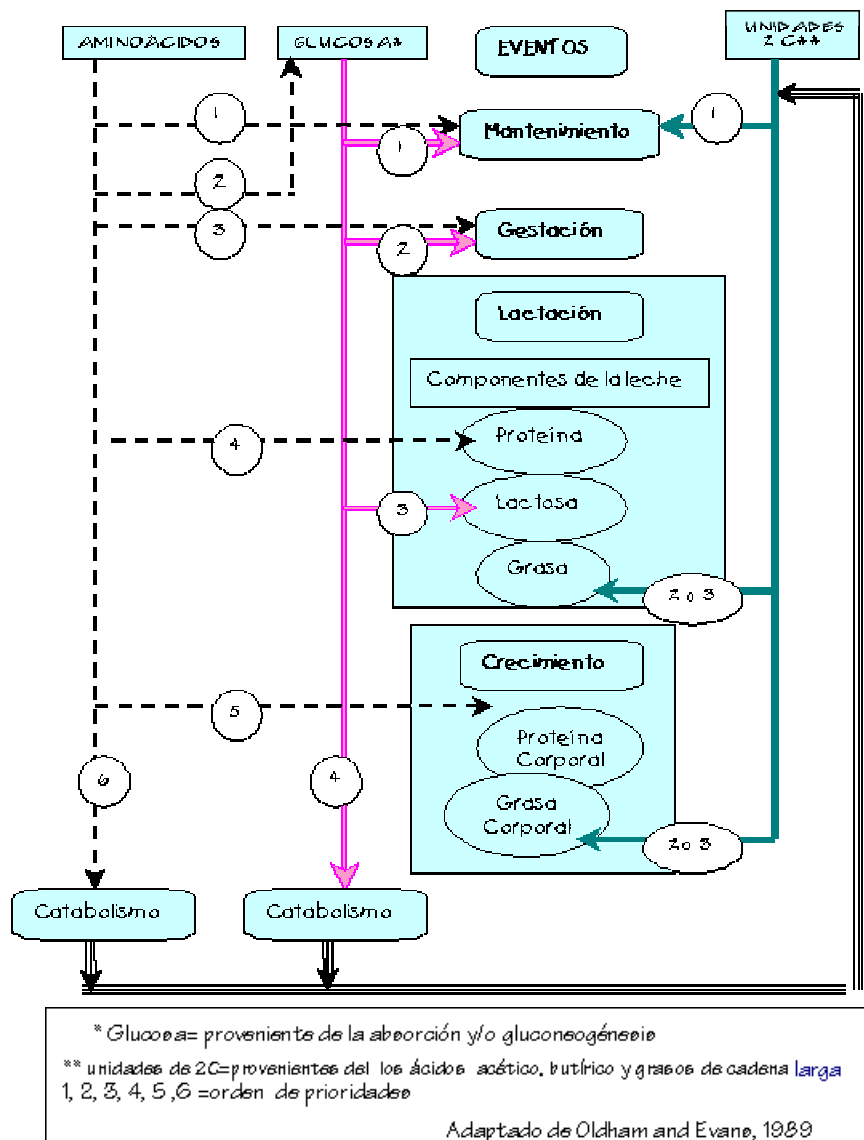 AMINOACIDOS
GLUCOSA*
EVENTOS
UNIDADES
2 C**
1
Mantenimiento
1
1
2
3
Gestación
2
Lactación
Componentes de la leche
4
Proteína
3
Lactosa
Grasa
2 o 3
Crecimiento
5
Proteína
Corporal
6
4
Grasa
Corporal
2 o 3
Catabolismo
Catabolismo
* Glucosa= proveniente de la absorción y/o gluconeogénesis
** unidades de 2C=provenientes del los ácidos acético, butírico y grasos de cadena larga
1, 2, 3, 4, 5 ,6 =orden de prioridades
Adaptado de Oldham and Evans, 1989